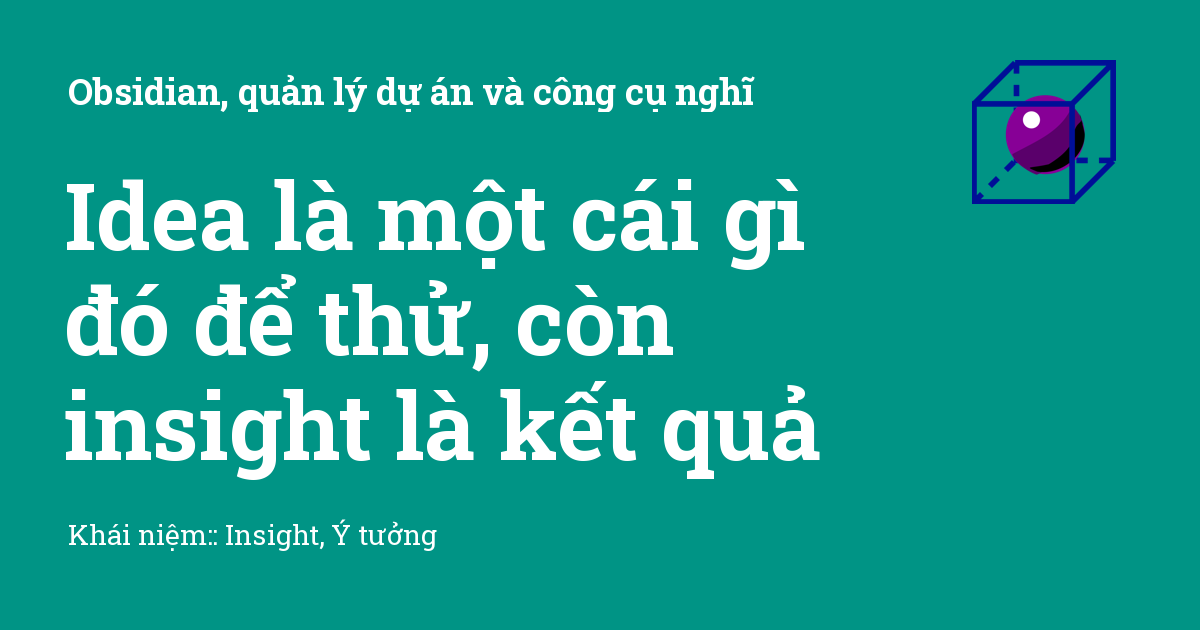 Obsidian, quản lý dự án và công cụ nghĩ
Idea là một cái gì
đó để thử, còn
insight là kết quả
Khái niệm:: Insight, Ý tưởng